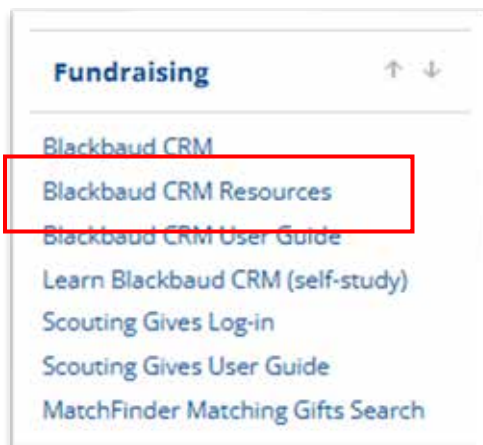 Fundraising
Blackbaud CRM
Blackbaud CRM Resources
Blackbaud CRM User Guide
Learn Blackbaud CRM (self-study)
Scouting Gives Log-in
Scouting Gives User Guide
MatchFinder Matching Gifts Search